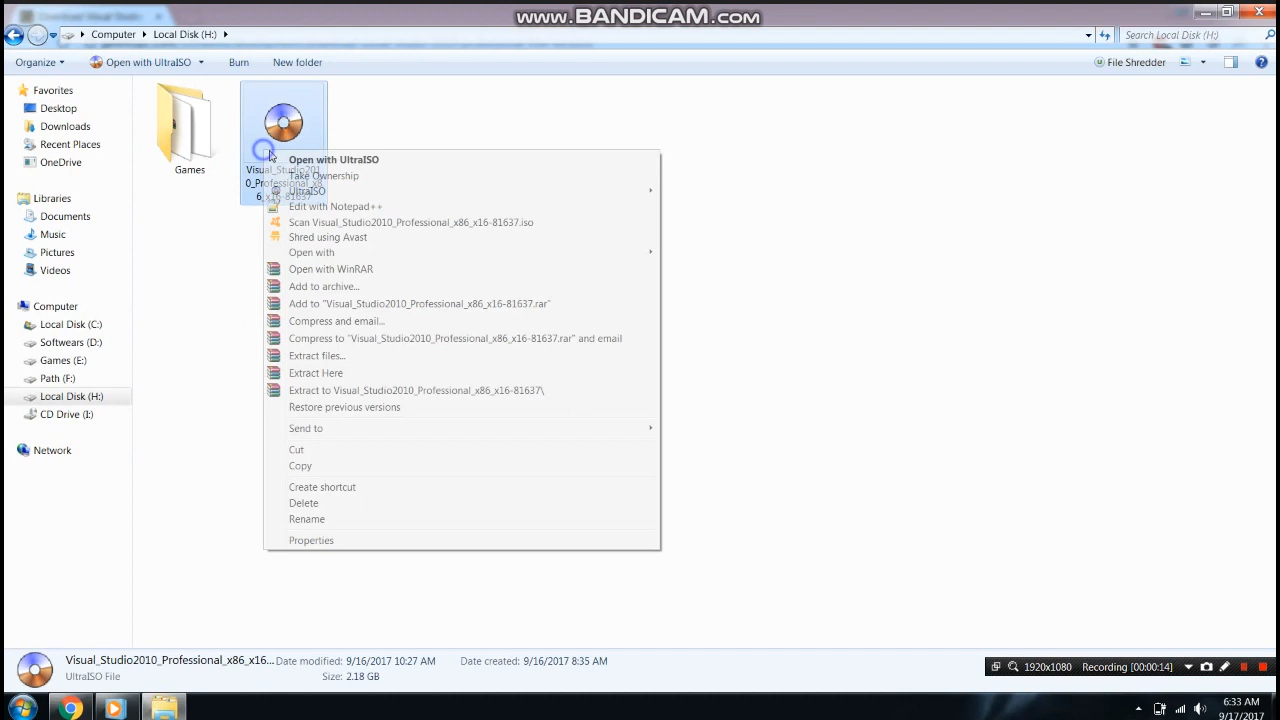 www.BANDICAM.com
Computer Local Disk (H:)
Search Local Disk (H:)
Organize Open with UltraISO Burn New folder File Shredder
Favorites
Desktop
Downloads
Recent Places
OneDrive
Libraries
Documents
Music
Pictures
Videos
Computer
Local Disk (C:)
Softwears (D:)
Games (E:)
Path (F:)
Local Disk (H:)
CD Drive (I:)
Network
Games
Visual_Studio201
0_Professional_x8
6_x16-81637
Open with UltraISO
Take Ownership
UltraISO
Edit with Notepad++
Scan Visual_Studio2010_Professional_x86_x16-81637.iso
Shred using Avast
Open with
Open with WinRAR
Add to archive...
Add to "Visual_Studio2010_Professional_x86_x16-81637.rar"
Compress and email...
Compress to "Visual_Studio2010_Professional_x86_x16-81637.rar" and email
Extract files...
Extract Here
Extract to Visual_Studio2010_Professional_x86_x16-81637\
Restore previous versions
Send to
Cut
Copy
Create shortcut
Delete
Rename
Properties
Visual_Studio2010_Professional_x86_x16... Date modified: 9/16/2017 10:27 AM Date created: 9/16/2017 8:35 AM
UltraISO File Size: 2.18 GB
1920x1080 Recording [00:00:14]
6:33 AM
9/17/2017